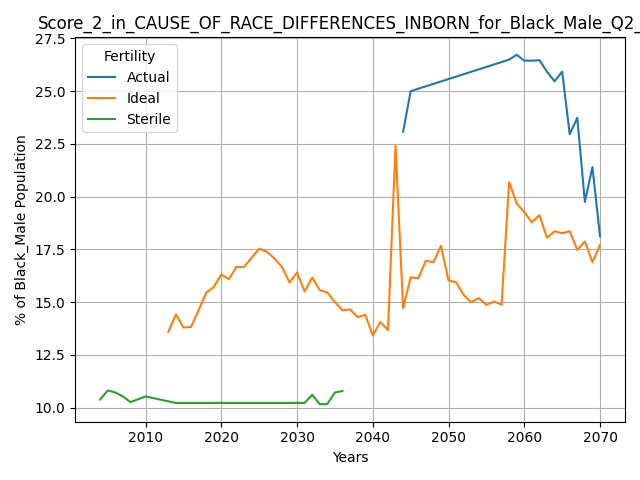 Score_2_in_CAUSE_OF_RACE_DIFFERENCES_INBORN_for_Black_Male_Q2_
27.5
25.0
22.5
20.0
17.5
15.0
12.5
10.0
% of Black_Male Population
Fertility
Actual
Ideal
Sterile
2010 2020 2030 2040 2050 2060 2070
Years